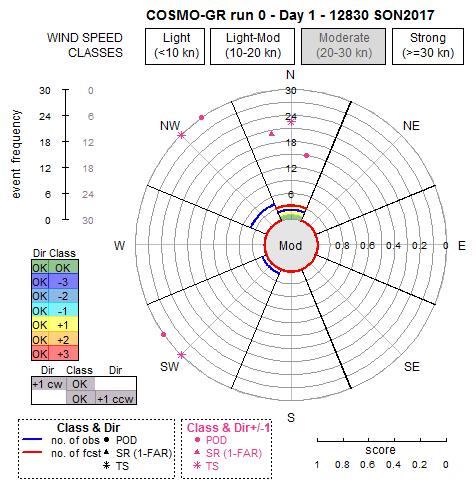 COSMO-GR run 0 - Day 1 - 12830 SON2017
WIND SPEED CLASSES
Light (<10 kn)
Light-Mod (10-20 kn)
Moderate (20-30 kn)
Strong (>=30 kn)
event frequency
30 0
24 6
18 12
12 18
6 24
0 30
N
NE
E
SE
S
SW
W
NW
30
24
18
12
6
Mod
0.8 0.6 0.4 0.2 0
Dir Class
OK OK
OK -3
OK -2
OK -1
OK +1
OK +2
OK +3
Dir Class Dir
+1 cw OK
OK +1 ccw
Class & Dir
no. of obs POD
no. of fcst SR (1-FAR)
TS
Class & Dir+/-1
POD
SR (1-FAR)
TS
score
1 0.8 0.6 0.4 0.2 0